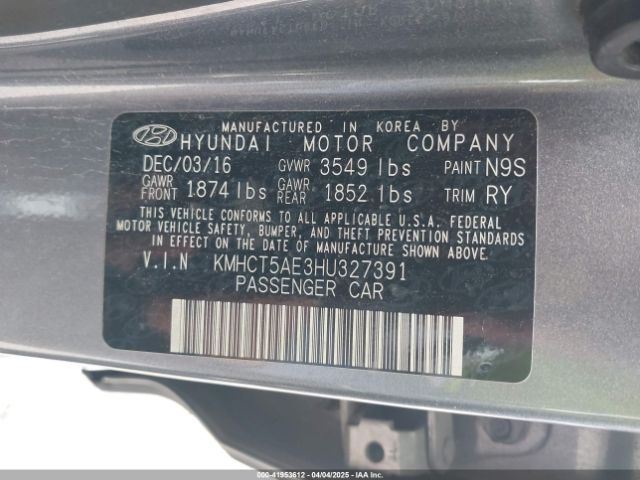 MANUFACTURED IN KOREA BY
HYUNDAI MOTOR COMPANY
DEC/03/16 GVWR 3549 lbs PAINT N9S
GAWR FRONT 1874 lbs GAWR REAR 1852 lbs TRIM RY
THIS VEHICLE CONFORMS TO ALL APPLICABLE U.S.A. FEDERAL
MOTOR VEHICLE SAFETY, BUMPER, AND THEFT PREVENTION STANDARDS
IN EFFECT ON THE DATE OF MANUFACTURE SHOWN ABOVE.
V.I.N KMHCT5AE3HU327391
PASSENGER CAR
000-41953612 - 04/04/2025 - IAAI.COM